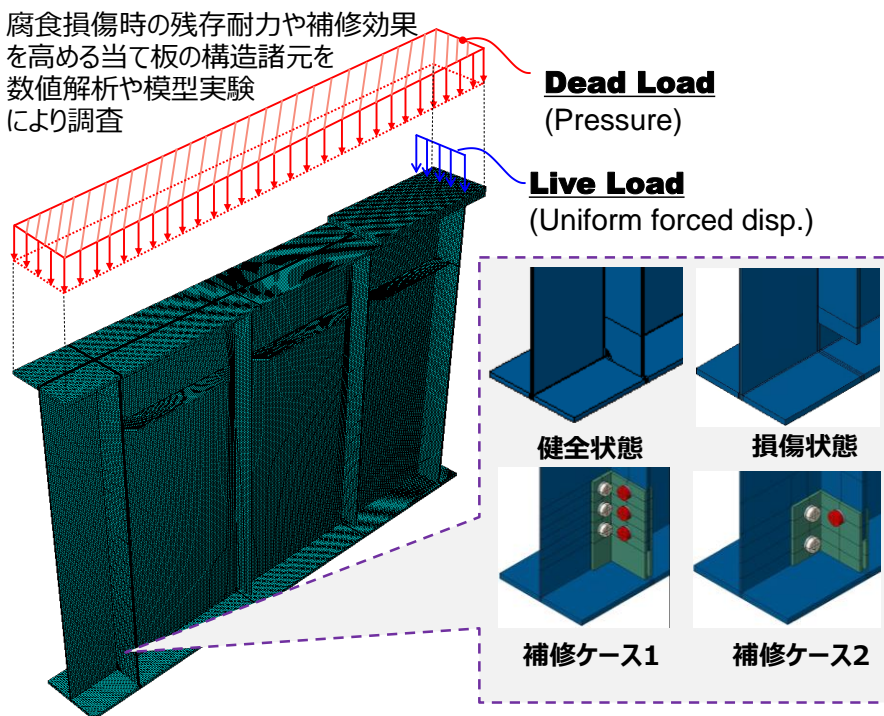 腐食損傷時の残存耐力や補修効果
を高める当て板の構造諸元を
数値解析や模型実験
により調査
Dead Load
(Pressure)
Live Load
(Uniform forced disp.)
健全状態
損傷状態
補修ケース1
補修ケース2